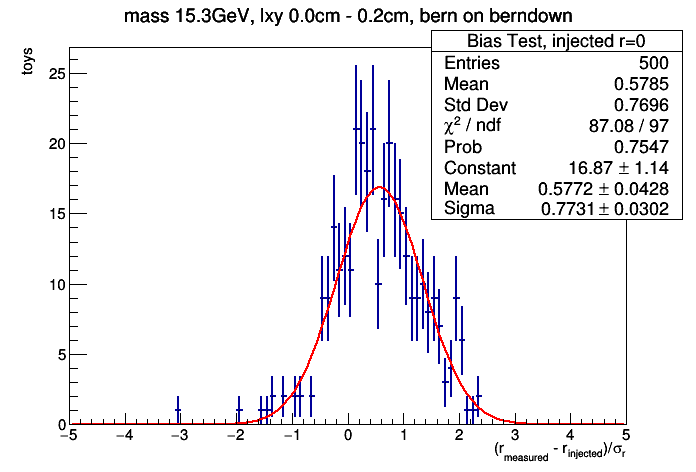 mass 15.3GeV, lxy 0.0cm - 0.2cm, bern on berndown
Bias Test, injected r=0
Entries 500
Mean 0.5785
Std Dev 0.7696
χ² / ndf 87.08 / 97
Prob 0.7547
Constant 16.87 ± 1.14
Mean 0.5772 ± 0.0428
Sigma 0.7731 ± 0.0302
toys
25
20
15
10
5
0
−5 −4 −3 −2 −1 0 1 2 3 4 5
(r_measured - r_injected)/σ_r